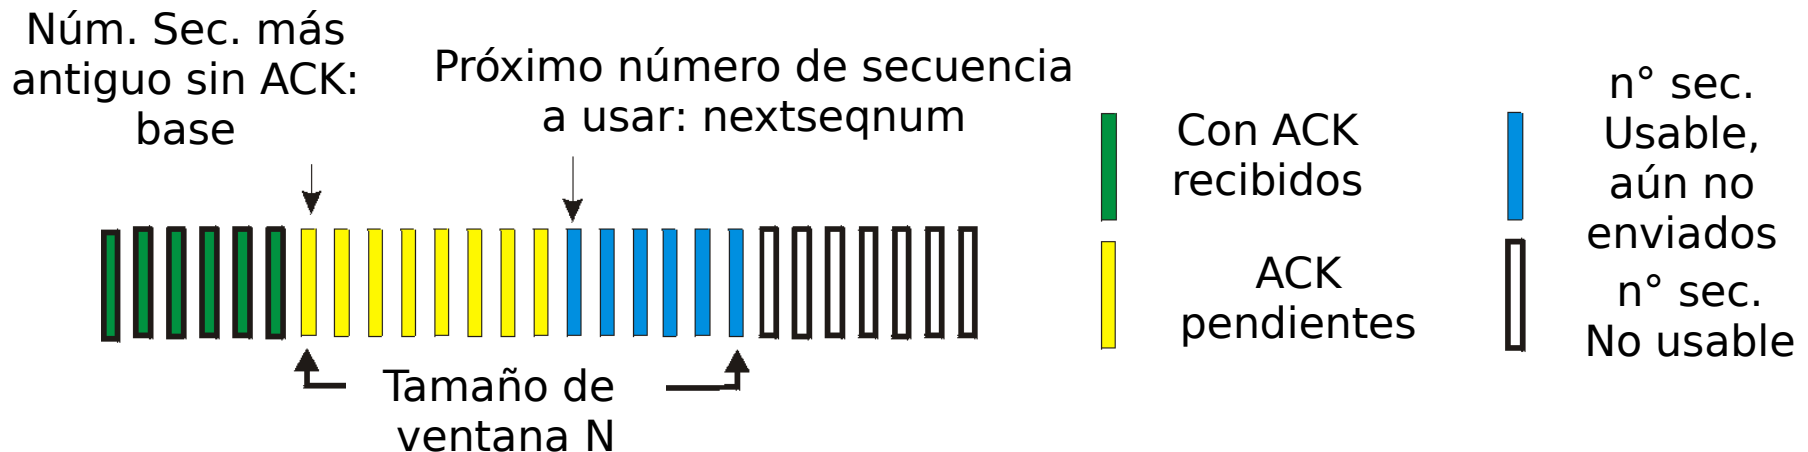 Núm. Sec. más
antiguo sin ACK:
base
Próximo número de secuencia
a usar: nextseqnum
Tamaño de
ventana N
Con ACK
recibidos
ACK
pendientes
n° sec.
Usable,
aún no
enviados
n° sec.
No usable